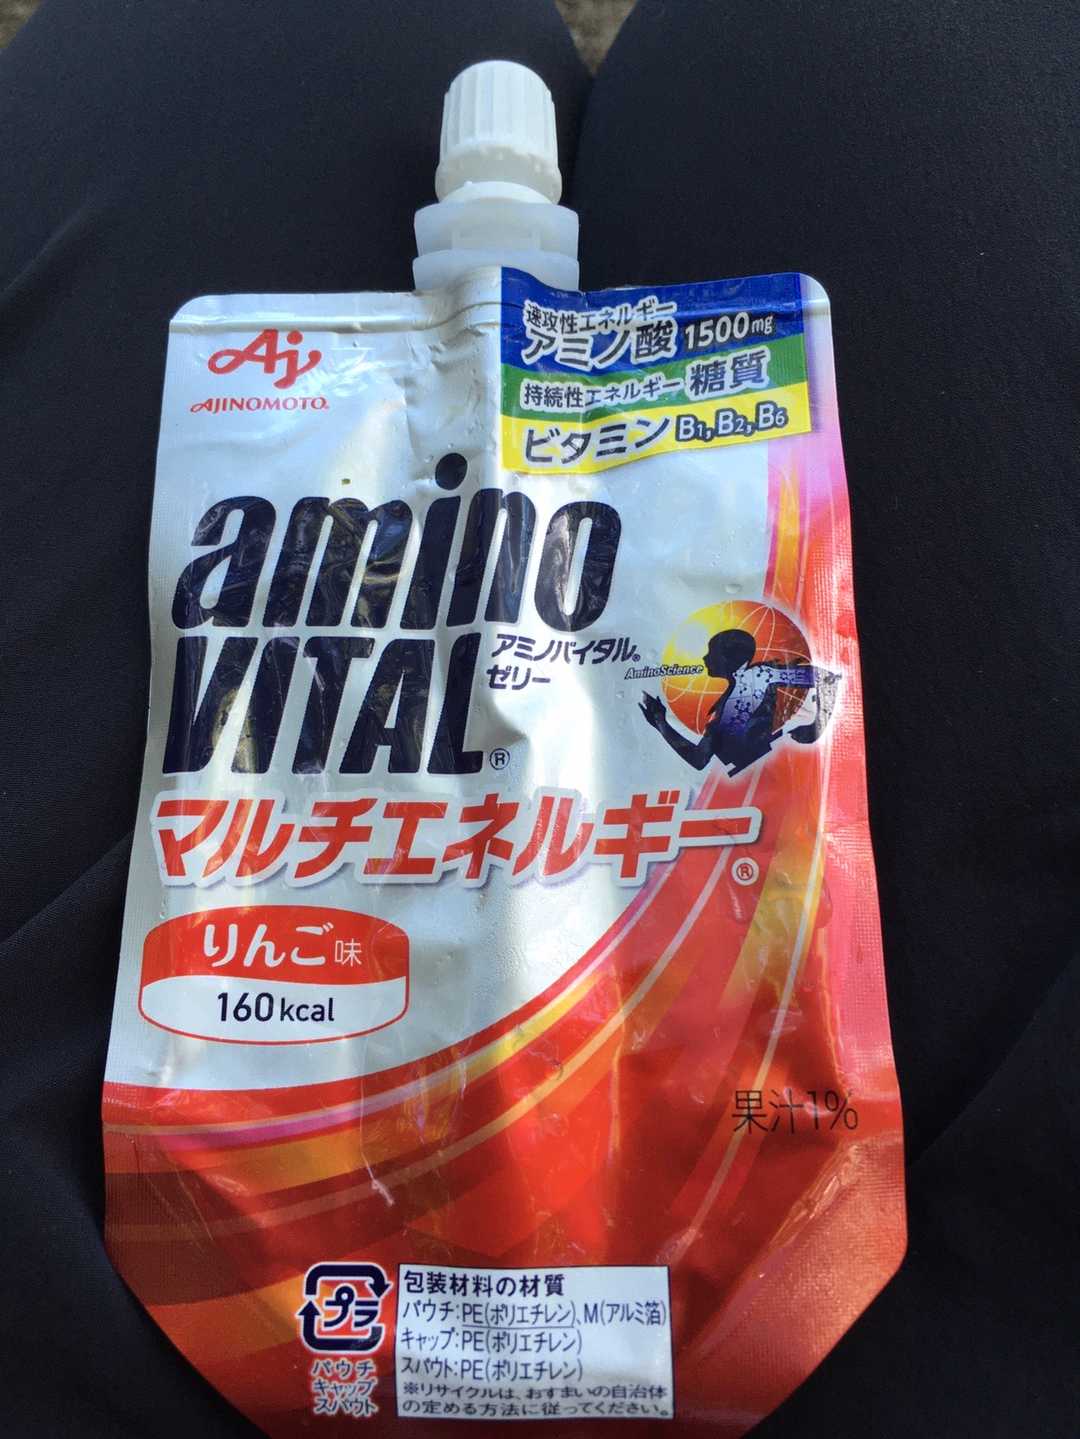 Aj
AJINOMOTO®
速攻性エネルギー
アミノ酸 1500mg
持続性エネルギー 糖質
ビタミン B1, B2, B6
amino
VITAL®
アミノバイタル®
ゼリー
AminoScience
マルチエネルギー®
りんご味
160kcal
果汁1%
プラ
パウチ
キャップ
スパウト
包装材料の材質
パウチ:PE(ポリエチレン)、M(アルミ箔)
キャップ:PE(ポリエチレン)
スパウト:PE(ポリエチレン)
※リサイクルは、おすまいの自治体
の定める方法に従ってください。